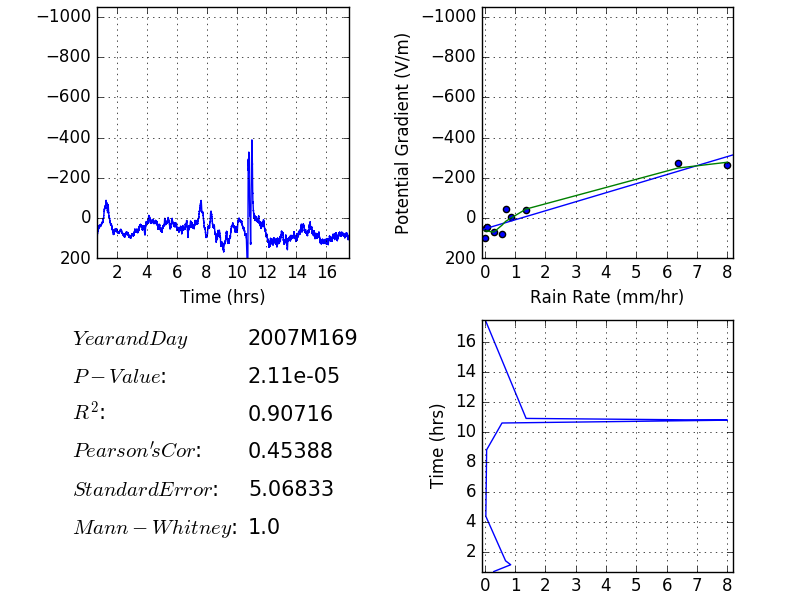 −1000
−800
−600
−400
−200
0
200
2 4 6 8 10 12 14 16
Time (hrs)
Potential Gradient (V/m)
−1000
−800
−600
−400
−200
0
200
0 1 2 3 4 5 6 7 8
Rain Rate (mm/hr)
YearandDay 2007M169
P−Value: 2.11e-05
R²: 0.90716
Pearson'sCor: 0.45388
StandardError: 5.06833
Mann−Whitney: 1.0
Time (hrs)
16
14
12
10
8
6
4
2
0 1 2 3 4 5 6 7 8